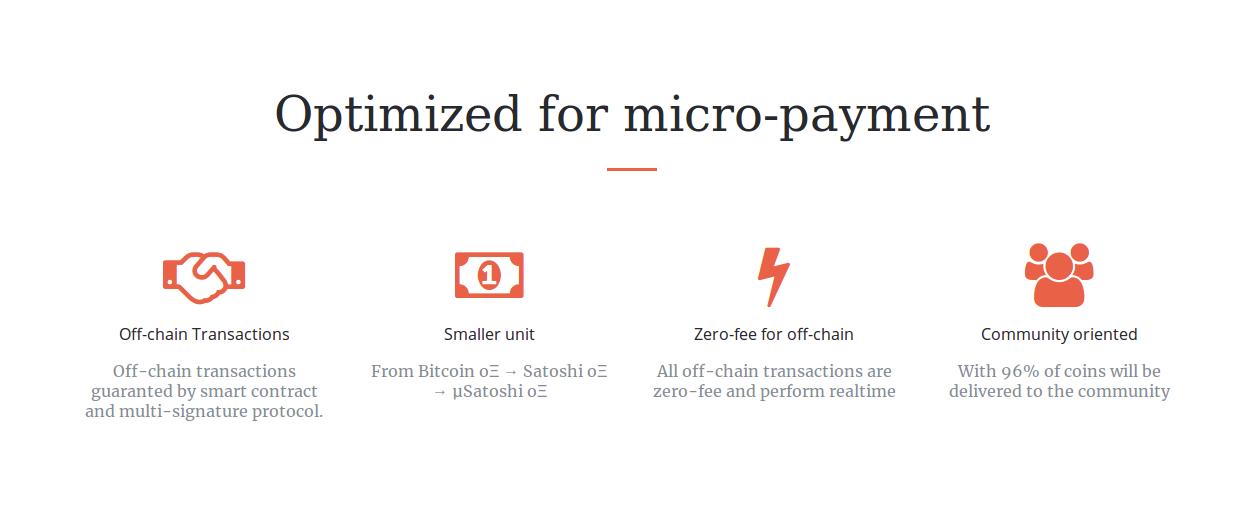 Optimized for micro-payment
1
Off-chain Transactions
Off-chain transactions
guaranted by smart contract
and multi-signature protocol.
Smaller unit
From Bitcoin oΞ → Satoshi oΞ
→ µSatoshi oΞ
Zero-fee for off-chain
All off-chain transactions are
zero-fee and perform realtime
Community oriented
With 96% of coins will be
delivered to the community